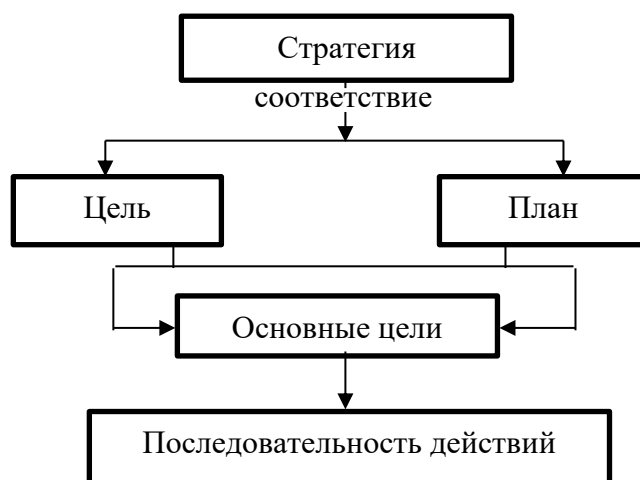 Стратегия
соответствие
Цель
План
Основные цели
Последовательность действий